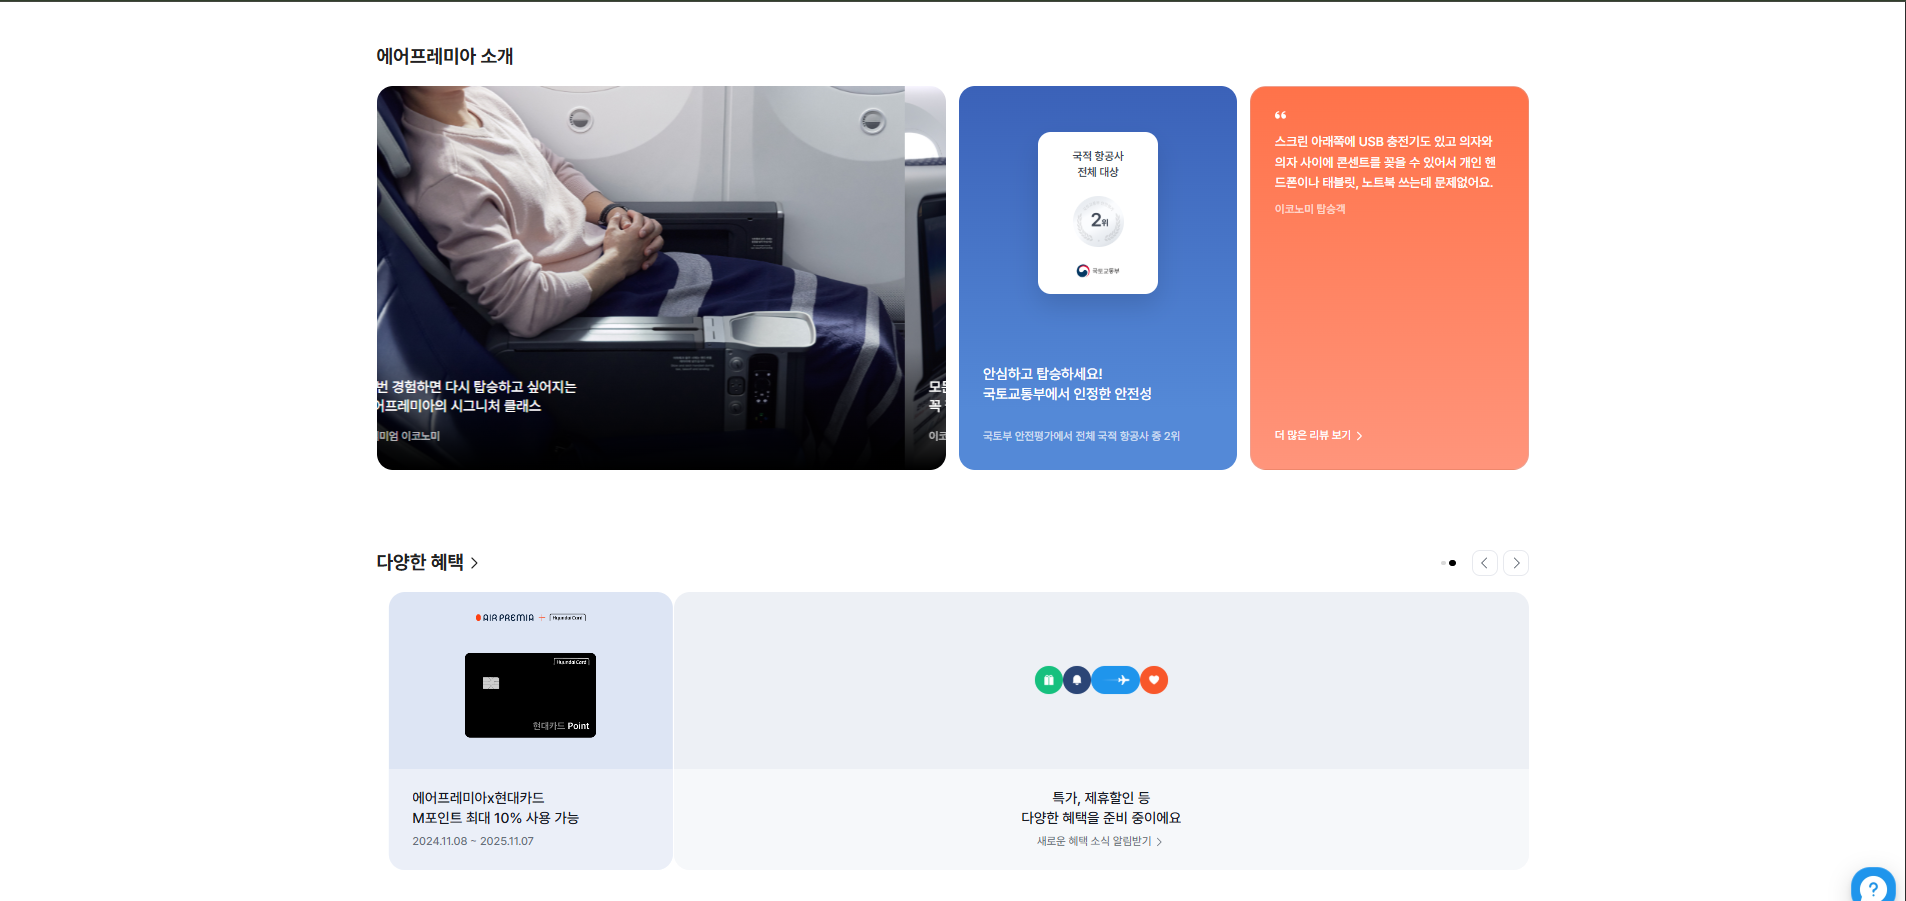 에어프레미아 소개
번 경험하면 다시 탑승하고 싶어지는
어프레미아의 시그니처 클래스
미엄 이코노미
모든
꼭
이코
국적 항공사
전체 대상
2위
국토교통부
안심하고 탑승하세요!
국토교통부에서 인정한 안전성
국토부 안전평가에서 전체 국적 항공사 중 2위
“
스크린 아래쪽에 USB 충전기도 있고 의자와
의자 사이에 콘센트를 꽂을 수 있어서 개인 핸
드폰이나 태블릿, 노트북 쓰는데 문제없어요.
이코노미 탑승객
더 많은 리뷰 보기 >
다양한 혜택 >
AIR PREMIA + HyundaiCard
HyundaiCard
현대카드 Point
에어프레미아x현대카드
M포인트 최대 10% 사용 가능
2024.11.08 ~ 2025.11.07
특가, 제휴할인 등
다양한 혜택을 준비 중이에요
새로운 혜택 소식 알림받기 >
?